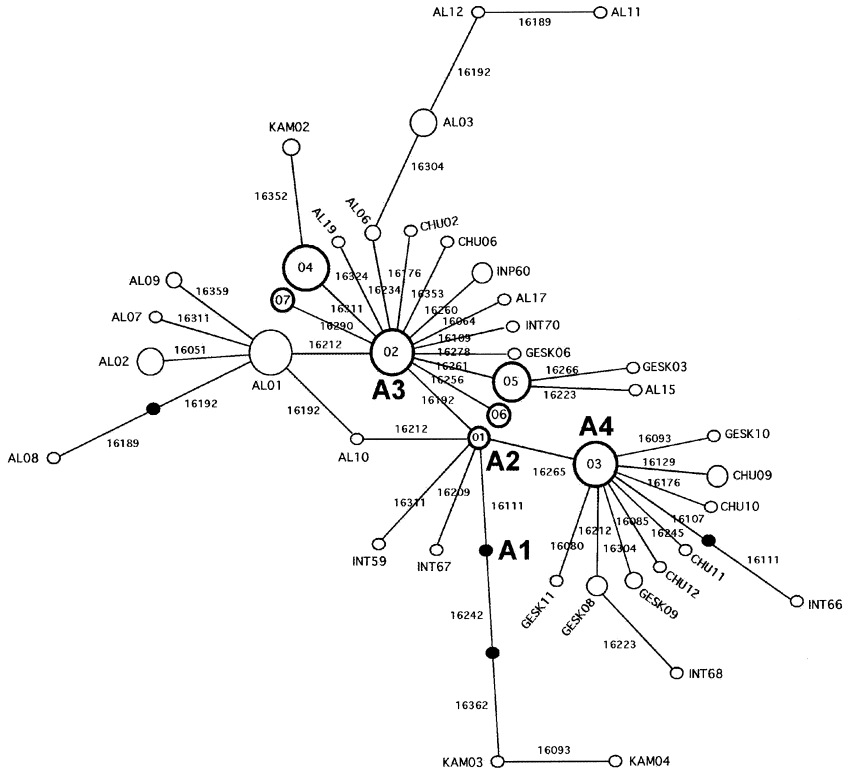 AL12
16189
AL11
16192
AL03
KAM02
16304
16352
AL19
AL06
CHU02
CHU06
04
16324
16234
16176
16353
INP60
AL09
16359
07
16311
16260
AL17
AL07
16311
16290
16064
16189
INT70
AL02
16051
16212
02
16278
GESK06
AL01
16261
16266
GESK03
A3
16256
05
16223
AL15
16192
16192
16192
06
A4
16189
16212
01
16093
GESK10
AL08
AL10
A2
16265
03
16129
CHU09
16176
16311
16209
16111
CHU10
16212
16085
16107
16245
A1
16080
16304
CHU11
16111
INT59
INT67
CHU12
GESK11
GESK08
GESK09
INT66
16242
16223
INT68
16362
KAM03
16093
KAM04